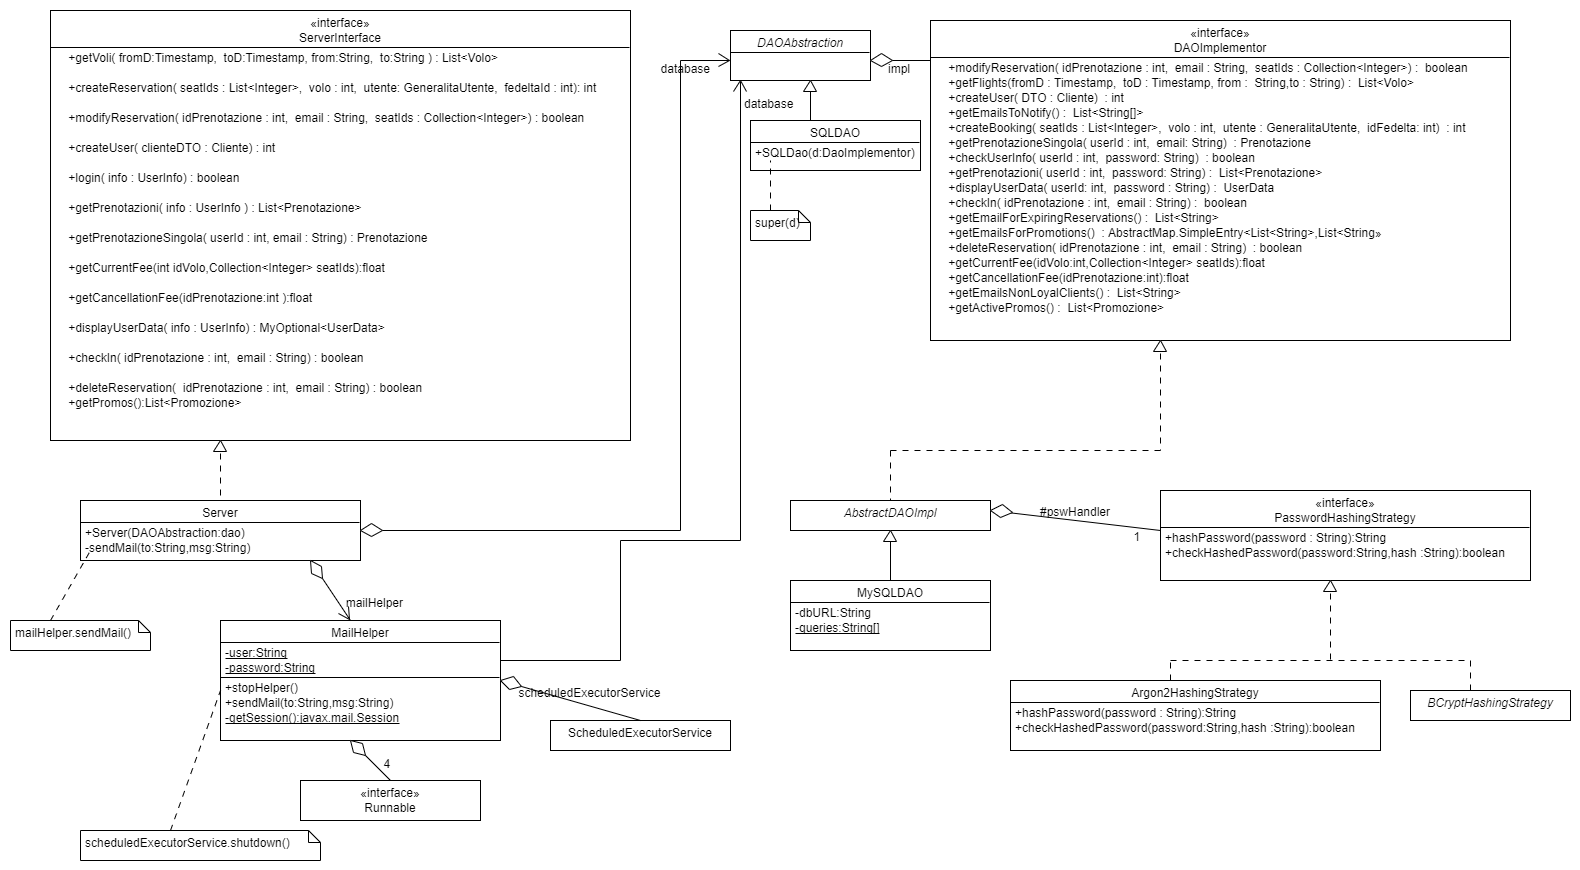 «interface»
ServerInterface
+getVoli( fromD:Timestamp,  toD:Timestamp, from:String,  to:String ) : List<Volo>
+createReservation( seatIds : List<Integer>,  volo : int,  utente: GeneralitaUtente,  fedeltaId : int): int
+modifyReservation( idPrenotazione : int,  email : String,  seatIds : Collection<Integer>) : boolean
+createUser( clienteDTO : Cliente) : int
+login( info : UserInfo) : boolean
+getPrenotazioni( info : UserInfo ) : List<Prenotazione>
+getPrenotazioneSingola( userId : int, email : String) : Prenotazione
+getCurrentFee(int idVolo,Collection<Integer> seatIds):float
+getCancellationFee(idPrenotazione:int ):float
+displayUserData( info : UserInfo) : MyOptional<UserData>
+checkIn( idPrenotazione : int,  email : String) : boolean
+deleteReservation(  idPrenotazione : int,  email : String) : boolean
+getPromos():List<Promozione>
DAOAbstraction
database
impl
database
SQLDAO
+SQLDao(d:DaoImplementor)
super(d)
«interface»
DAOImplementor
+modifyReservation( idPrenotazione : int,  email : String,  seatIds : Collection<Integer>) :  boolean
+getFlights(fromD : Timestamp,  toD : Timestamp, from :  String,to : String) :  List<Volo>
+createUser( DTO : Cliente)  : int
+getEmailsToNotify() :  List<String[]>
+createBooking( seatIds : List<Integer>,  volo : int,  utente : GeneralitaUtente,  idFedelta: int)  : int
+getPrenotazioneSingola( userId : int,  email: String)  : Prenotazione
+checkUserInfo( userId : int,  password: String)  : boolean
+getPrenotazioni( userId : int,  password: String) :  List<Prenotazione>
+displayUserData( userId: int,  password : String) :  UserData
+checkIn( idPrenotazione : int,  email : String) :  boolean
+getEmailForExpiringReservations() :  List<String>
+getEmailsForPromotions()  : AbstractMap.SimpleEntry<List<String>,List<String»
+deleteReservation( idPrenotazione : int,  email : String)  : boolean
+getCurrentFee(idVolo:int,Collection<Integer> seatIds):float
+getCancellationFee(idPrenotazione:int):float
+getEmailsNonLoyalClients() :  List<String>
+getActivePromos() :  List<Promozione>
Server
+Server(DAOAbstraction:dao)
-sendMail(to:String,msg:String)
mailHelper.sendMail()
mailHelper
MailHelper
-user:String
-password:String
+stopHelper()
+sendMail(to:String,msg:String)
-getSession():javax.mail.Session
scheduledExecutorService
ScheduledExecutorService
4
«interface»
Runnable
scheduledExecutorService.shutdown()
AbstractDAOImpl
#pswHandler
1
MySQLDAO
-dbURL:String
-queries:String[]
«interface»
PasswordHashingStrategy
+hashPassword(password : String):String
+checkHashedPassword(password:String,hash :String):boolean
Argon2HashingStrategy
+hashPassword(password : String):String
+checkHashedPassword(password:String,hash :String):boolean
BCryptHashingStrategy